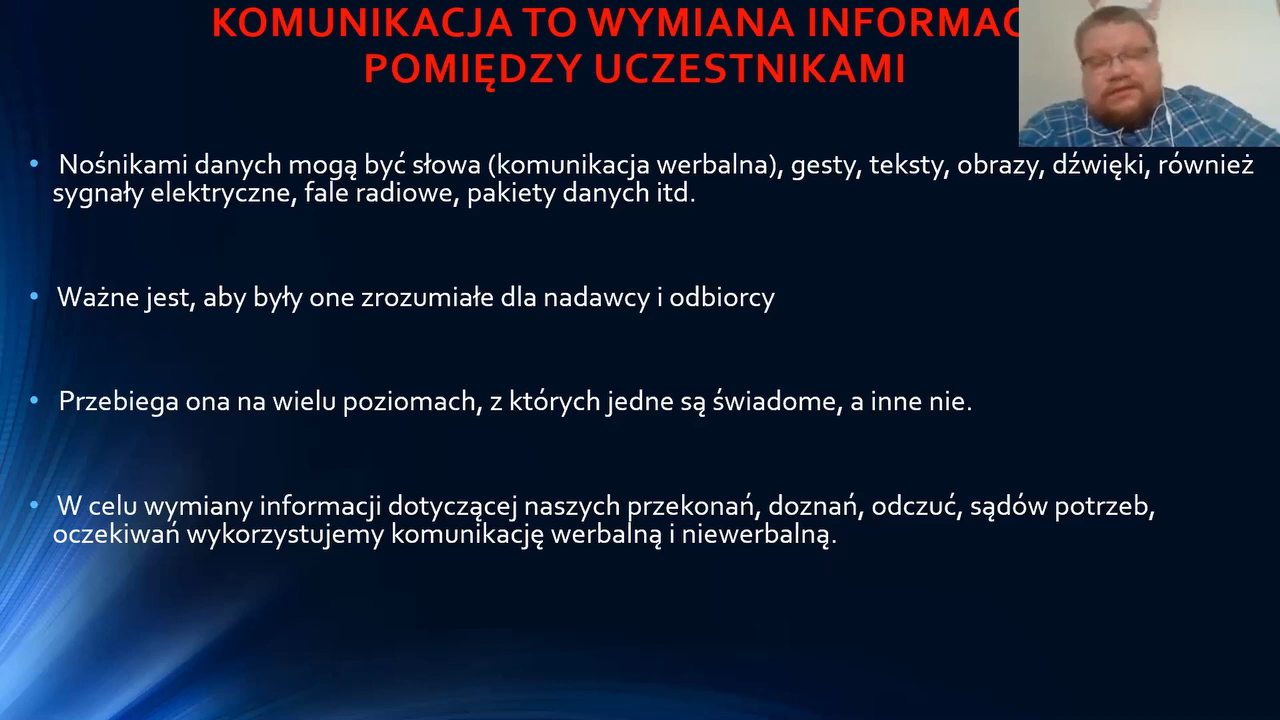 KOMUNIKACJA TO WYMIANA INFORMAC
POMIĘDZY UCZESTNIKAMI
• Nośnikami danych mogą być słowa (komunikacja werbalna), gesty, teksty, obrazy, dźwięki, również
sygnały elektryczne, fale radiowe, pakiety danych itd.
• Ważne jest, aby były one zrozumiałe dla nadawcy i odbiorcy
• Przebiega ona na wielu poziomach, z których jedne są świadome, a inne nie.
• W celu wymiany informacji dotyczącej naszych przekonań, doznań, odczuć, sądów potrzeb,
oczekiwań wykorzystujemy komunikację werbalną i niewerbalną.